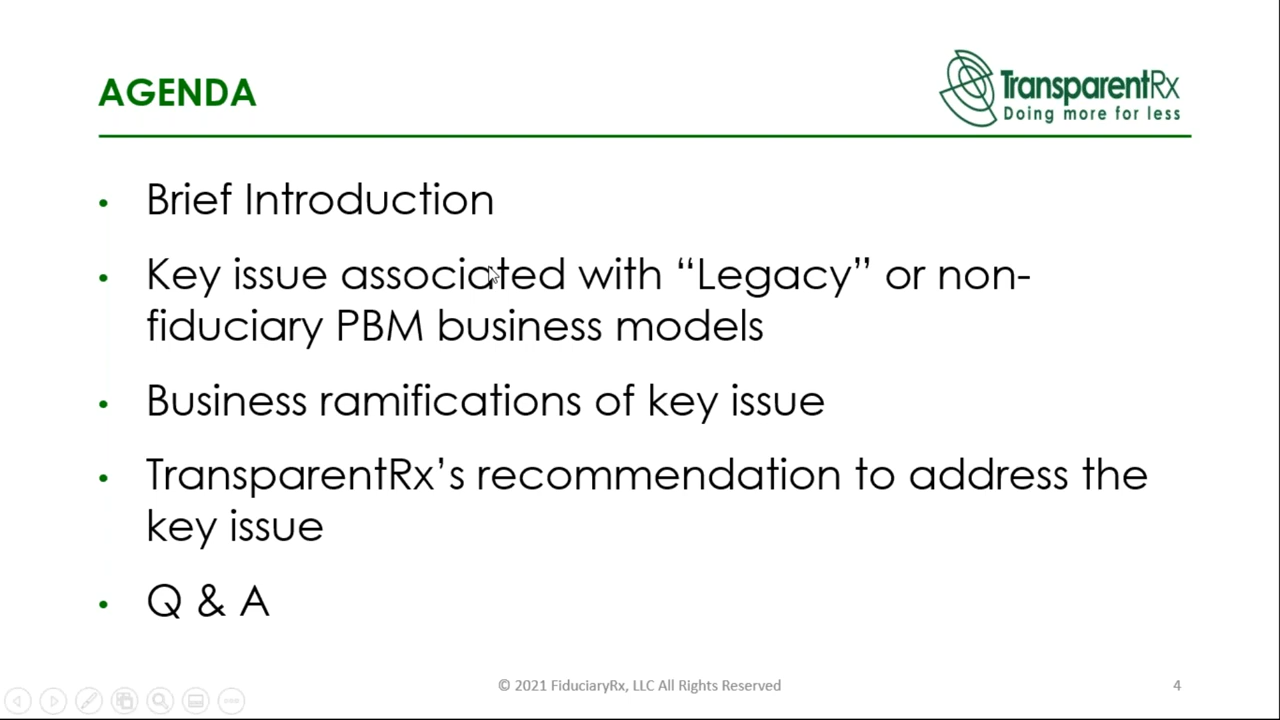 AGENDA
TransparentRx
Doing more for less
• Brief Introduction
• Key issue associated with “Legacy” or non-
fiduciary PBM business models
• Business ramifications of key issue
• TransparentRx’s recommendation to address the
key issue
• Q & A
© 2021 FiduciaryRx, LLC All Rights Reserved
4